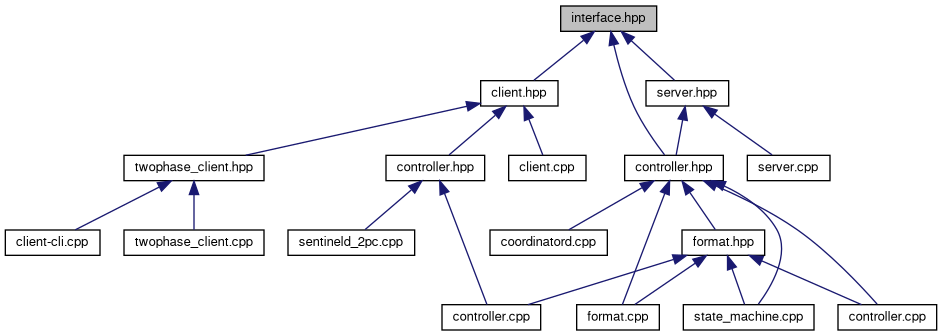 interface.hpp
client.hpp
server.hpp
twophase_client.hpp
controller.hpp
client.cpp
controller.hpp
server.cpp
client-cli.cpp
twophase_client.cpp
sentineld_2pc.cpp
coordinatord.cpp
format.hpp
controller.cpp
format.cpp
state_machine.cpp
controller.cpp